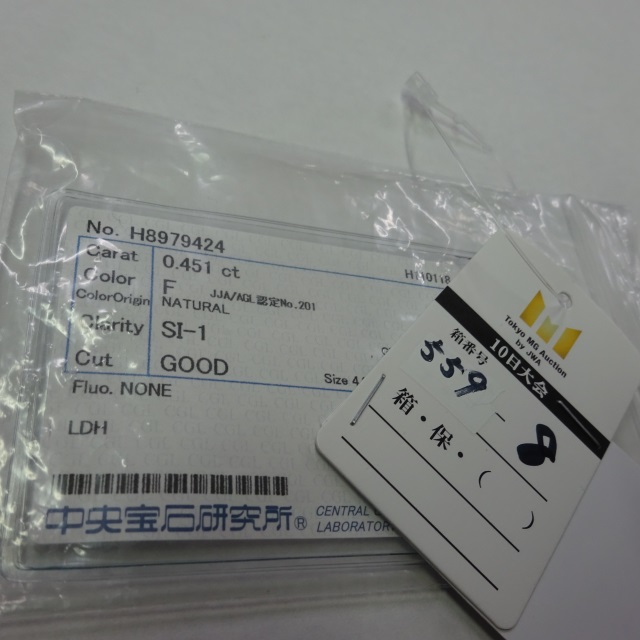 No. H8979424
Carat 0.451 ct
Color F JJA/AGL 認定No.201
ColorOrigin NATURAL
Clarity SI-1
Cut GOOD
Size 4
Fluo. NONE
LDH
中央宝石研究所®
CENTRAL
LABORATOR
Tokyo MG Auction
by JWA
10日大会
箱番号
559-8
箱・保・( )